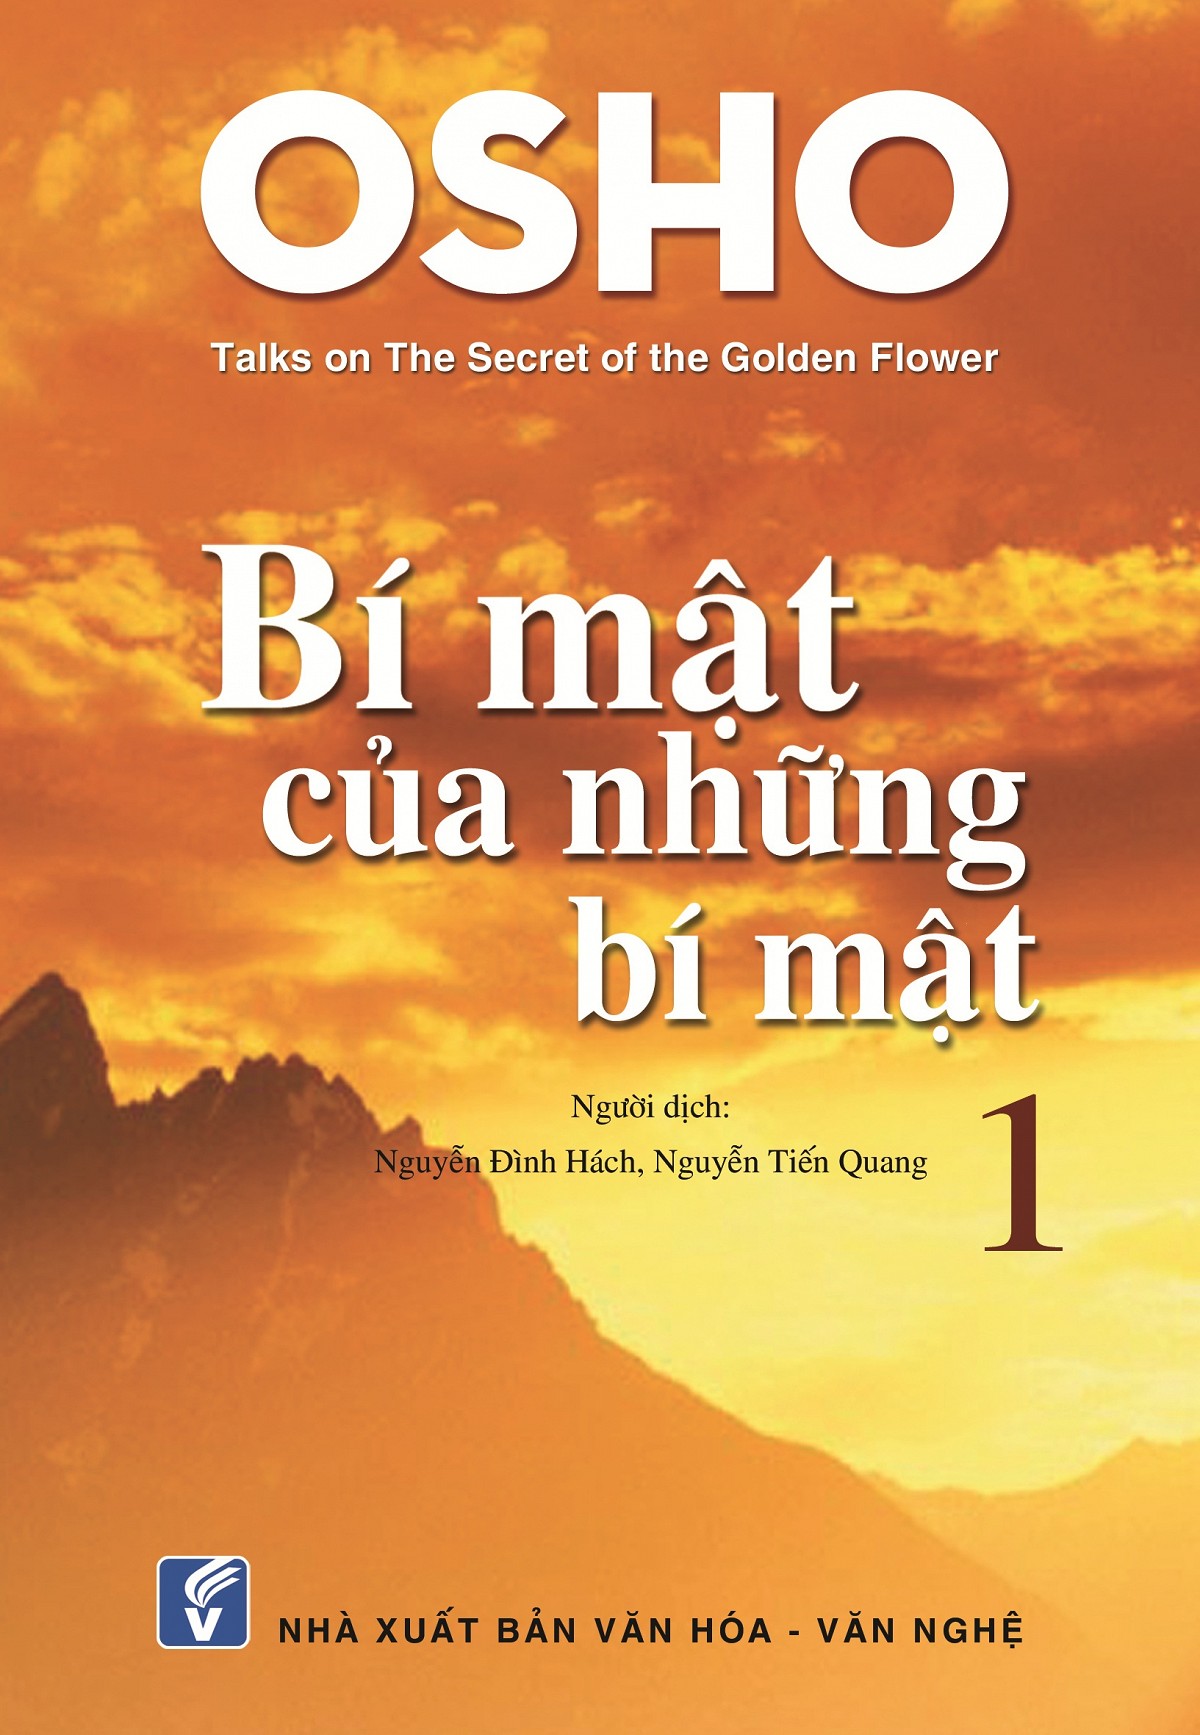 OSHO
Talks on The Secret of the Golden Flower
Bí mật
của những
bí mật
Người dịch:
Nguyễn Đình Hách, Nguyễn Tiến Quang
1
V
NHÀ XUẤT BẢN VĂN HÓA - VĂN NGHỆ